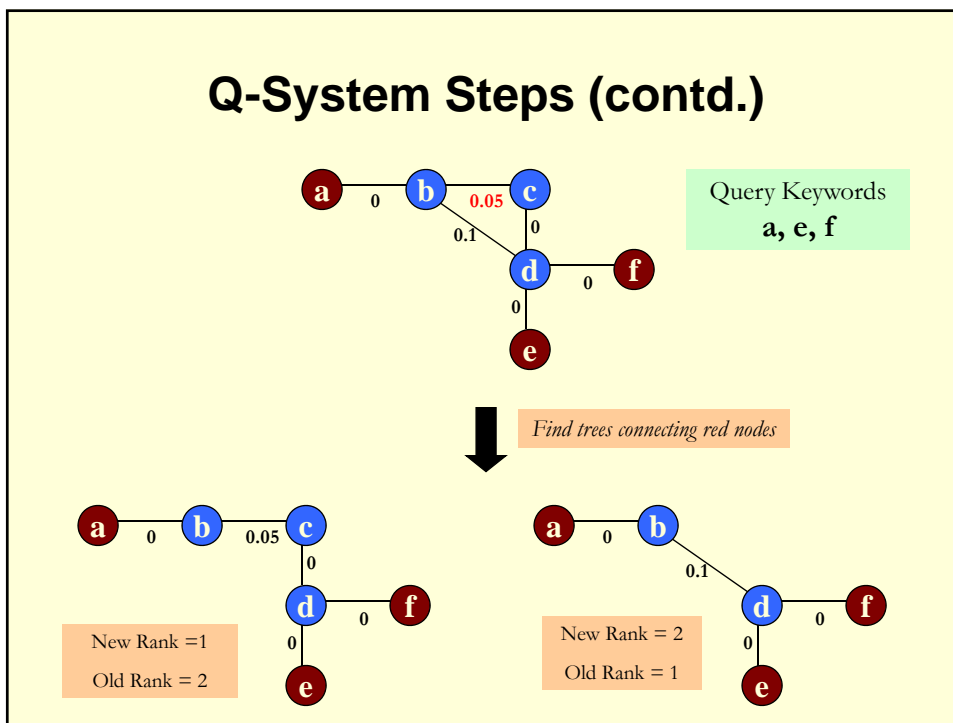 Q-System Steps (contd.)
a
b
c
0
0.05
0
0.1
d
f
0
0
e
Query Keywords
a, e, f
Find trees connecting red nodes
a
b
c
0
0.05
0
d
f
0
0
e
New Rank =1
Old Rank = 2
a
b
0
0.1
d
f
0
0
e
New Rank = 2
Old Rank = 1